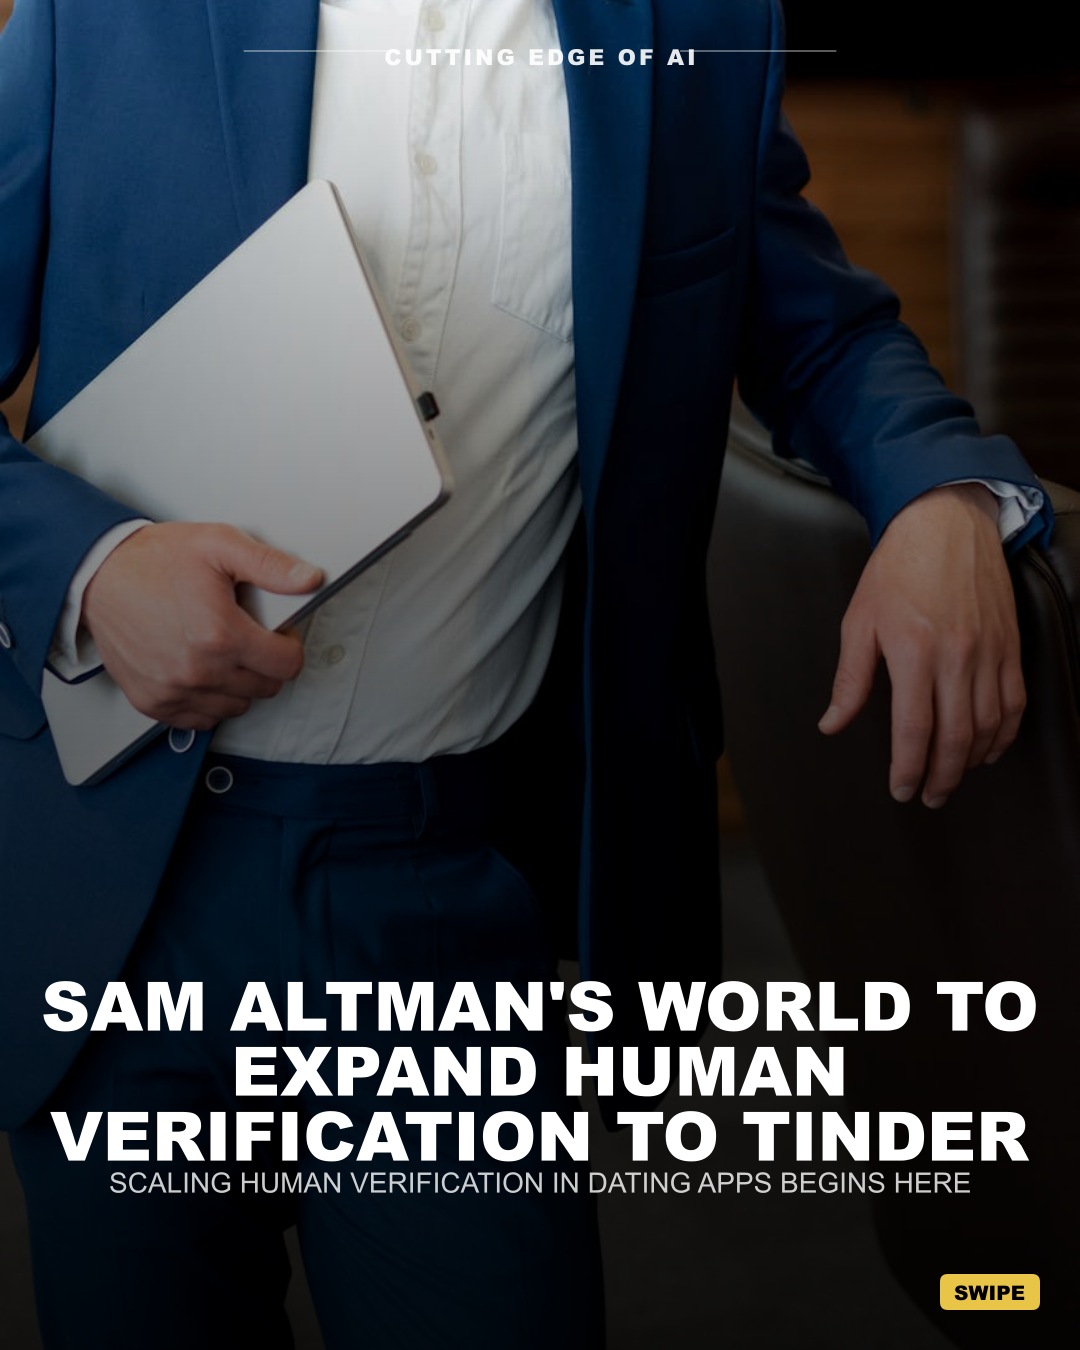 CUTTING EDGE OF AI
SAM ALTMAN'S WORLD TO
EXPAND HUMAN
VERIFICATION TO TINDER
SCALING HUMAN VERIFICATION IN DATING APPS BEGINS HERE
SWIPE